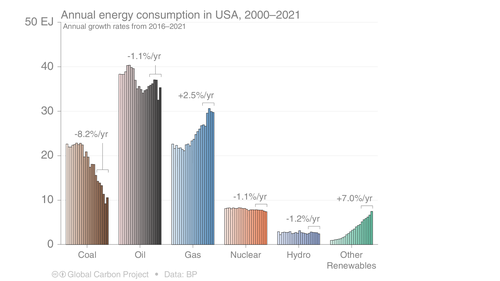 Annual energy consumption in USA, 2000–2021
50 EJ
Annual growth rates from 2016–2021
-1.1%/yr
40
+2.5%/yr
30
-8.2%/yr
20
-1.1%/yr
+7.0%/yr
10
-1.2%/yr
0
Coal Oil Gas Nuclear Hydro Other
Renewables
Global Carbon Project • Data: BP